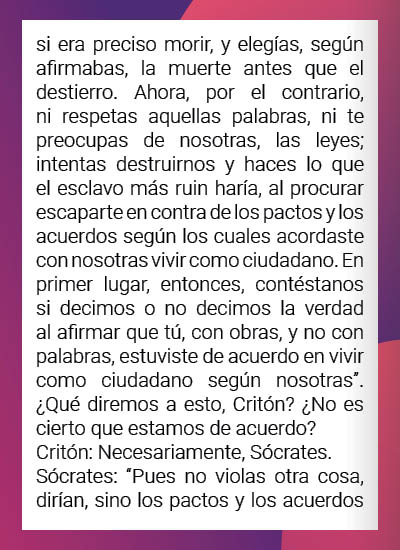 si era preciso morir, y elegías, según
afirmabas, la muerte antes que el
destierro. Ahora, por el contrario,
ni respetas aquellas palabras, ni te
preocupas de nosotras, las leyes;
intentas destruirnos y haces lo que
el esclavo más ruin haría, al procurar
escaparte en contra de los pactos y los
acuerdos según los cuales acordaste
con nosotras vivir como ciudadano. En
primer lugar, entonces, contéstanos
si decimos o no decimos la verdad
al afirmar que tú, con obras, y no con
palabras, estuviste de acuerdo en vivir
como ciudadano según nosotras”.
¿Qué diremos a esto, Critón? ¿No es
cierto que estamos de acuerdo?
Critón: Necesariamente, Sócrates.
Sócrates: “Pues no violas otra cosa,
dirían, sino los pactos y los acuerdos